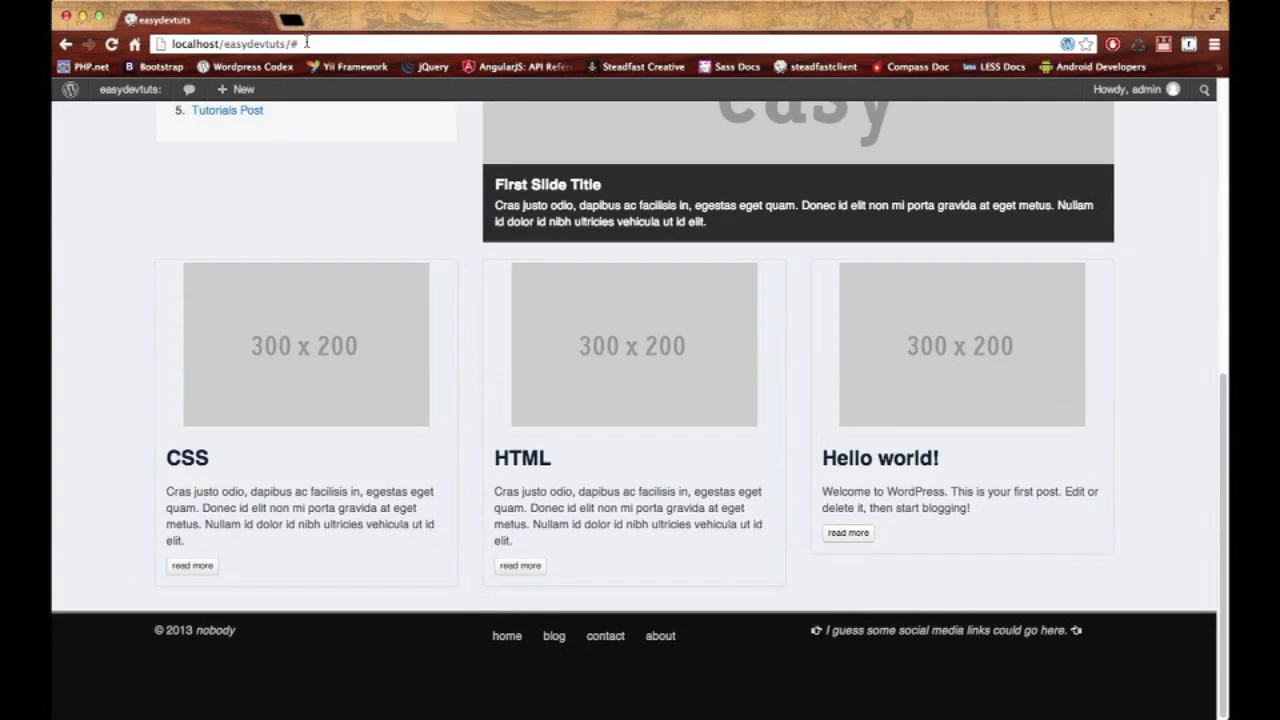 easydevtuts
localhost/easydevtuts/#
PHP.net Bootstrap Wordpress Codex Yii Framework jQuery AngularJS: API Refer Steadfast Creative Sass Docs steadfastclient Compass Doc LESS Docs Android Developers
easydevtuts: New Howdy, admin
5. Tutorials Post
easy
First Slide Title
Cras justo odio, dapibus ac facilisis in, egestas eget quam. Donec id elit non mi porta gravida at eget metus. Nullam
id dolor id nibh ultricies vehicula ut id elit.
300 x 200 300 x 200 300 x 200
CSS
Cras justo odio, dapibus ac facilisis in, egestas eget
quam. Donec id elit non mi porta gravida at eget
metus. Nullam id dolor id nibh ultricies vehicula ut id
elit.
read more
HTML
Cras justo odio, dapibus ac facilisis in, egestas eget
quam. Donec id elit non mi porta gravida at eget
metus. Nullam id dolor id nibh ultricies vehicula ut id
elit.
read more
Hello world!
Welcome to WordPress. This is your first post. Edit or
delete it, then start blogging!
read more
© 2013 nobody
home blog contact about
I guess some social media links could go here.